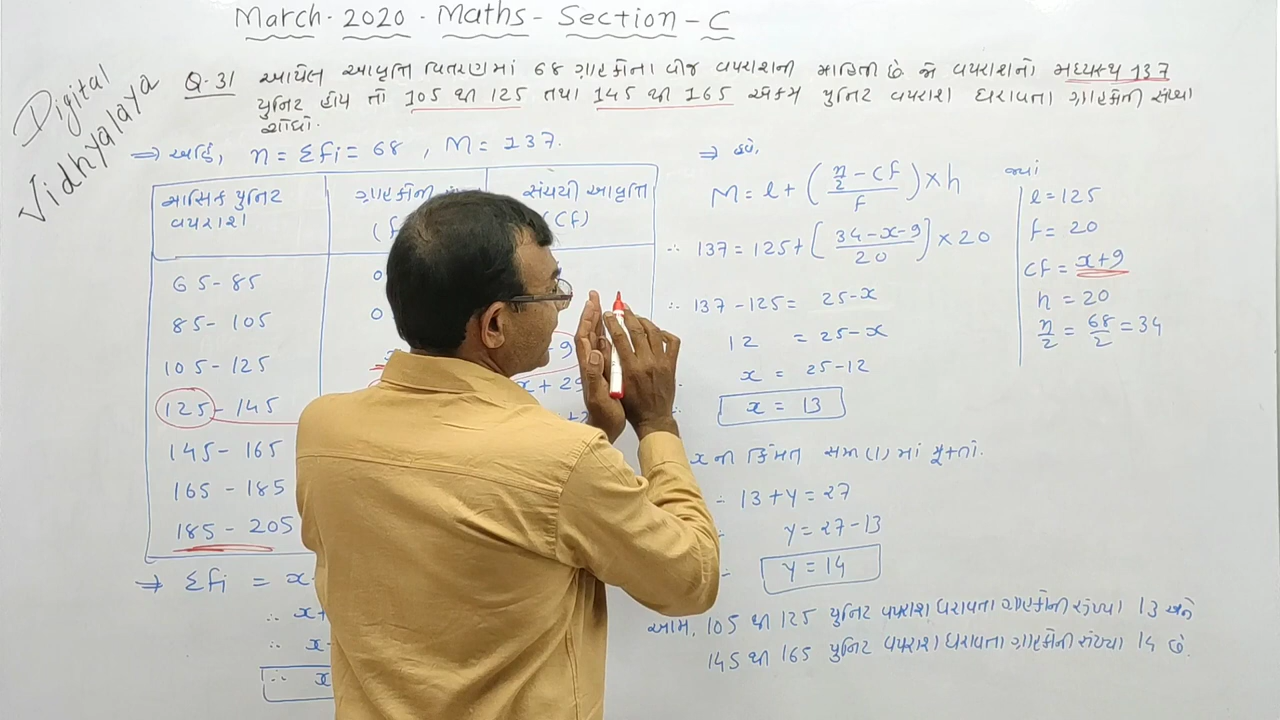 March - 2020 - Maths - Section - C
Digital
Vidhyalaya
Q-31 આપેલ આવૃત્તિ વિતરણમાં 68 ગ્રાહકોના વીજ વપરાશની માહિતી છે. જો વપરાશનો મધ્યસ્થ 137
યુનિટ હોય તો 105 થી 125 તથા 145 થી 165 યુનિટ વપરાશ ધરાવતા ગ્રાહકોની સંખ્યા
શોધો.
⇒ અહીં, n = Σfi = 68 , M = 137.
માસિક યુનિટ
વપરાશ
ગ્રાહકોની
(f
સંચયી આવૃત્તિ
(Cf)
65-85
0
85-105
0
105-125
9
125-145
x+29
145-165
165-185
185-205
⇒ Σfi = x
∴ x+
∴ x
∴ x
⇒ હવે,
M = l + ( n/2 - Cf / f ) × h
∴ 137 = 125 + [ 34-x-9 / 20 ] × 20
∴ 137 - 125 = 25-x
12 = 25-x
x = 25-12
∴ x = 13
x ની કિંમત સમી (1) માં મૂકતાં.
∴ 13 + y = 27
y = 27-13
y = 14
જ્યાં
l = 125
f = 20
cf = x+9
h = 20
n/2 = 68/2 = 34
આમ, 105 થી 125 યુનિટ વપરાશ ધરાવતા ગ્રાહકોની સંખ્યા 13 અને
145 થી 165 યુનિટ વપરાશ ધરાવતા ગ્રાહકોની સંખ્યા 14 છે.